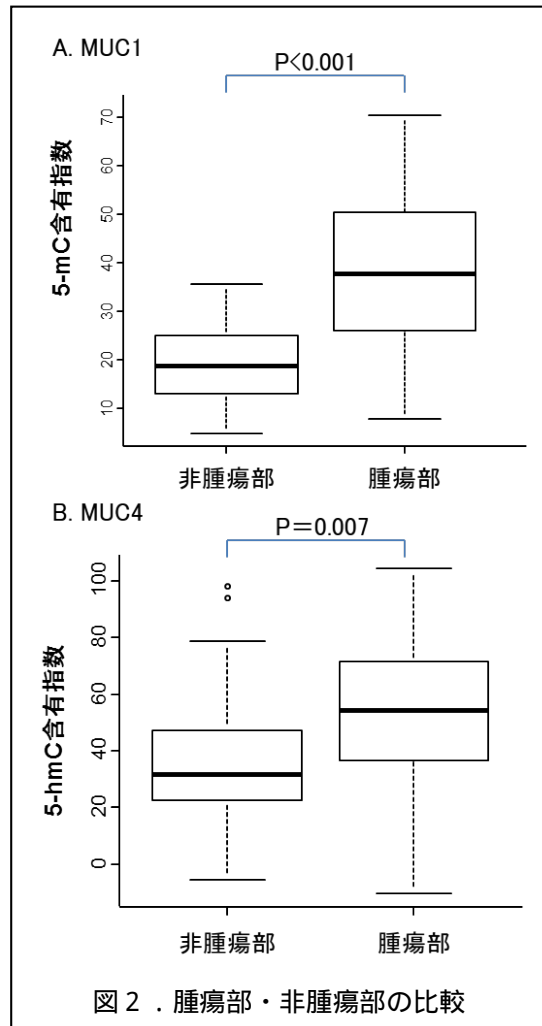 A. MUC1
P<0.001
5-mC含有指数
70
60
50
40
30
20
10
非腫瘍部 腫瘍部
B. MUC4
P＝0.007
5-hmC含有指数
100
80
60
40
20
0
非腫瘍部 腫瘍部
図２．腫瘍部・非腫瘍部の比較